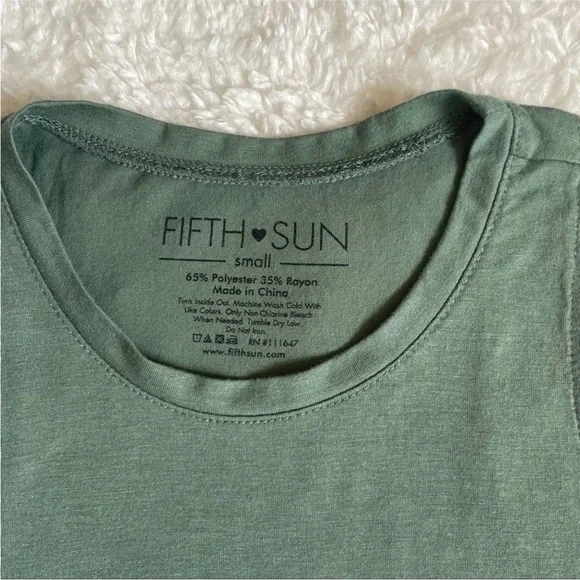 FIFTH♥SUN
small
65% Polyester 35% Rayon
Made in China
Turn Inside Out. Machine Wash Cold With
Like Colors. Only Non-Chlorine Bleach
When Needed. Tumble Dry Low.
Do Not Iron.
RN #111647
www.fifthsun.com